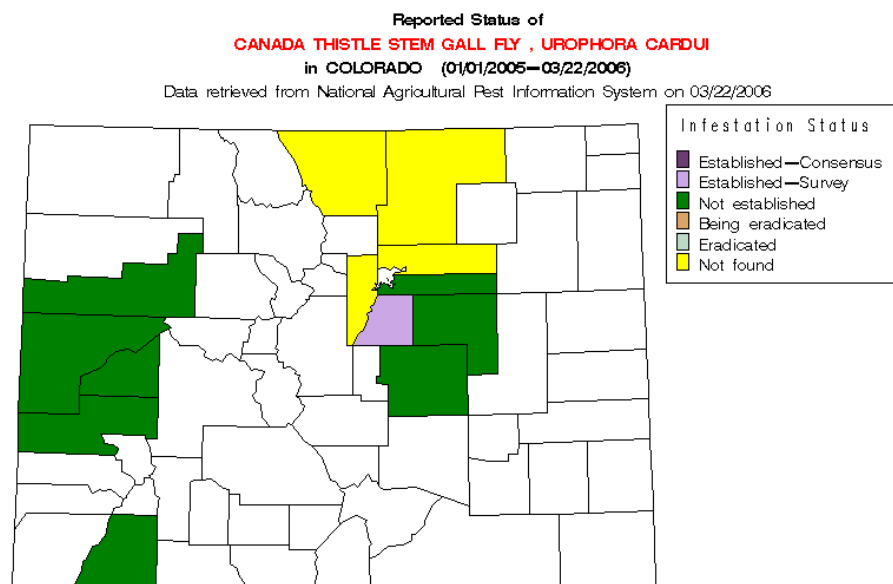 Reported Status of
CANADA THISTLE STEM GALL FLY , UROPHORA CARDUI
in COLORADO (01/01/2005—03/22/2006)
Data retrieved from National Agricultural Pest Information System on 03/22/2006
Infestation Status
Established—Consensus
Established—Survey
Not established
Being eradicated
Eradicated
Not found